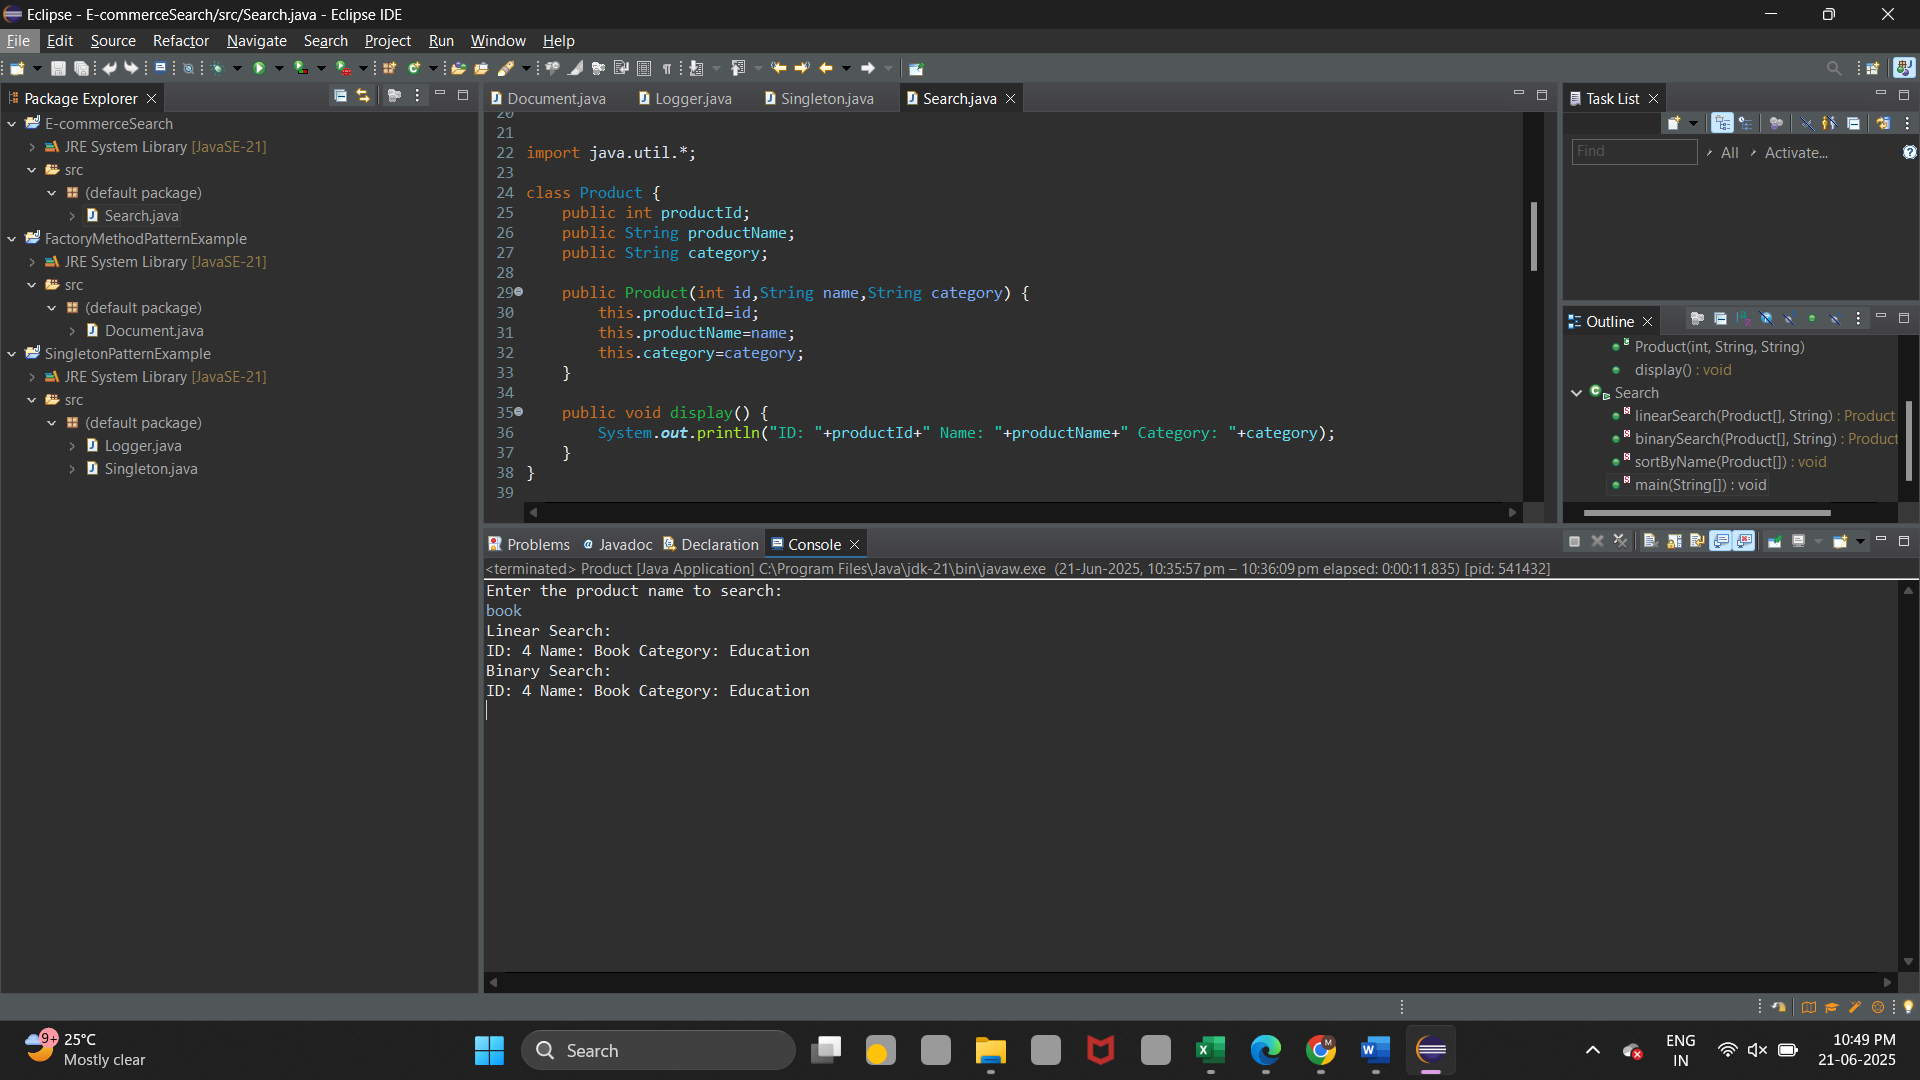 Eclipse - E-commerceSearch/src/Search.java - Eclipse IDE
File Edit Source Refactor Navigate Search Project Run Window Help
Package Explorer
E-commerceSearch
JRE System Library [JavaSE-21]
src
(default package)
Search.java
FactoryMethodPatternExample
JRE System Library [JavaSE-21]
src
(default package)
Document.java
SingletonPatternExample
JRE System Library [JavaSE-21]
src
(default package)
Logger.java
Singleton.java
Document.java Logger.java Singleton.java Search.java
20
21
22 import java.util.*;
23
24 class Product {
25 public int productId;
26 public String productName;
27 public String category;
28
29 public Product(int id,String name,String category) {
30 this.productId=id;
31 this.productName=name;
32 this.category=category;
33 }
34
35 public void display() {
36 System.out.println("ID: "+productId+" Name: "+productName+" Category: "+category);
37 }
38 }
39
Task List
Find All Activate...
Outline
Product(int, String, String)
display() : void
Search
linearSearch(Product[], String) : Product
binarySearch(Product[], String) : Product
sortByName(Product[]) : void
main(String[]) : void
Problems Javadoc Declaration Console
<terminated> Product [Java Application] C:\Program Files\Java\jdk-21\bin\javaw.exe (21-Jun-2025, 10:35:57 pm – 10:36:09 pm elapsed: 0:00:11.835) [pid: 541432]
Enter the product name to search:
book
Linear Search:
ID: 4 Name: Book Category: Education
Binary Search:
ID: 4 Name: Book Category: Education
9+
25°C
Mostly clear
Search
ENG
IN
10:49 PM
21-06-2025